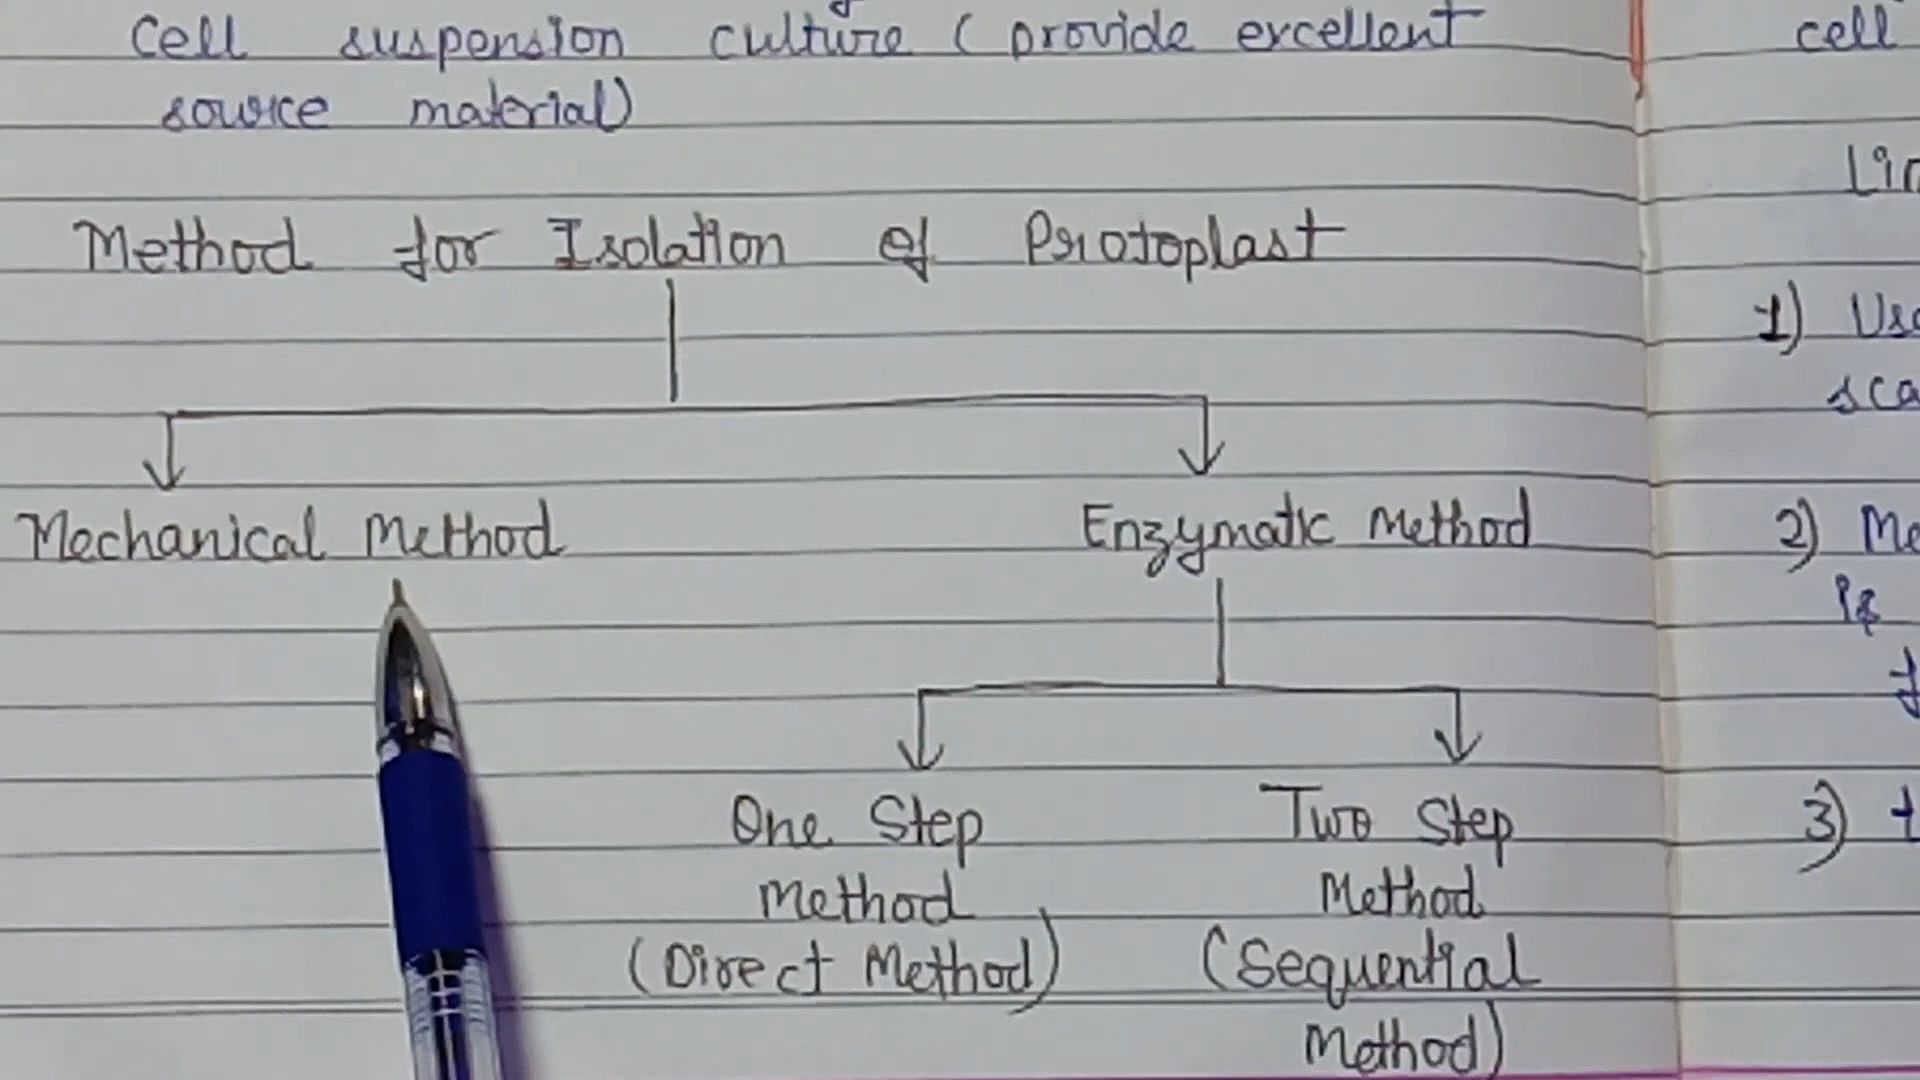 Cell suspension culture ( provide excellent
source material)
Method for Isolation of Protoplast
Mechanical Method
Enzymatic Method
One Step
Method
(Direct Method)
Two Step
Method
(Sequential
Method)
cell
1)
2)
3)